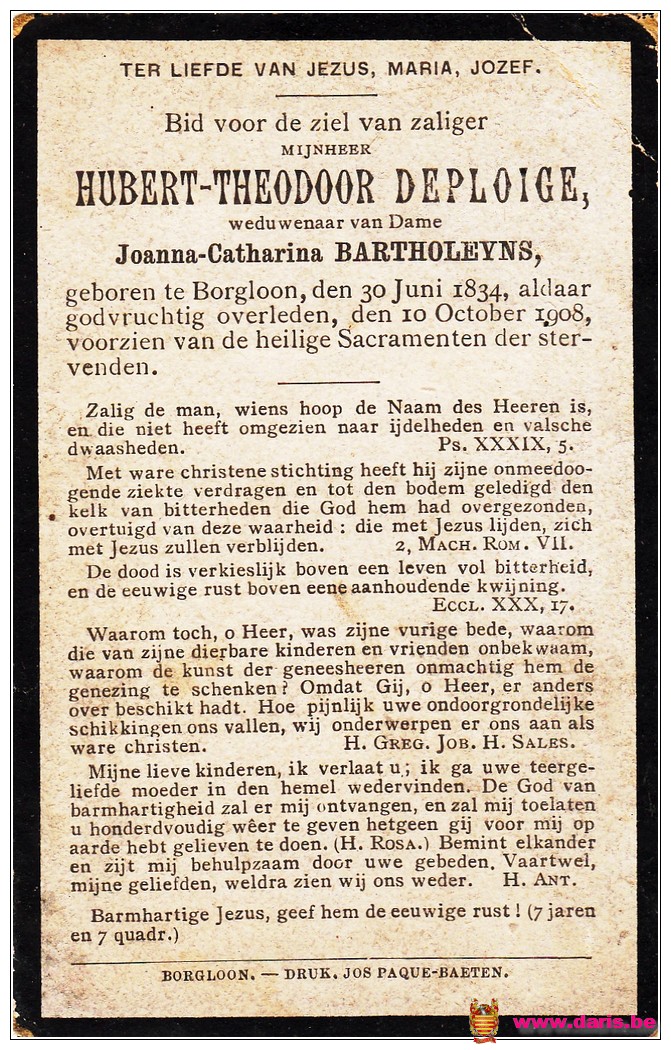 TER LIEFDE VAN JEZUS, MARIA, JOZEF.
Bid voor de ziel van zaliger
MIJNHEER
HUBERT-THEODOOR DEPLOIGE,
weduwenaar van Dame
Joanna-Catharina BARTHOLEYNS,
geboren te Borgloon, den 30 Juni 1834, aldaar
godvruchtig overleden, den 10 October 1908,
voorzien van de heilige Sacramenten der ster-
venden.
Zalig de man, wiens hoop de Naam des Heeren is,
en die niet heeft omgezien naar ijdelheden en valsche
dwaasheden. Ps. XXXIX, 5.
Met ware christene stichting heeft hij zijne onmeedoo-
gende ziekte verdragen en tot den bodem geledigd den
kelk van bitterheden die God hem had overgezonden,
overtuigd van deze waarheid : die met Jezus lijden, zich
met Jezus zullen verblijden. 2, MACH. ROM. VII.
De dood is verkieslijk boven een leven vol bitterheid,
en de eeuwige rust boven eene aanhoudende kwijning.
ECCL. XXX, 17.
Waarom toch, o Heer, was zijne vurige bede, waarom
die van zijne dierbare kinderen en vrienden onbekwaam,
waarom de kunst der geneesheeren onmachtig hem de
genezing te schenken? Omdat Gij, o Heer, er anders
over beschikt hadt. Hoe pijnlijk uwe ondoorgrondelijke
schikkingen ons vallen, wij onderwerpen er ons aan als
ware christen. H. GREG. JOB. H. SALES.
Mijne lieve kinderen, ik verlaat u; ik ga uwe teerge-
liefde moeder in den hemel wedervinden. De God van
barmhartigheid zal er mij ontvangen, en zal mij toelaten
u honderdvoudig wêer te geven hetgeen gij voor mij op
aarde hebt gelieven te doen. (H. ROSA.) Bemint elkander
en zijt mij behulpzaam door uwe gebeden. Vaartwel,
mijne geliefden, weldra zien wij ons weder. H. ANT.
Barmhartige Jezus, geef hem de eeuwige rust ! (7 jaren
en 7 quadr.)
BORGLOON. — DRUK. JOS PAQUE-BAETEN.
www.daris.be